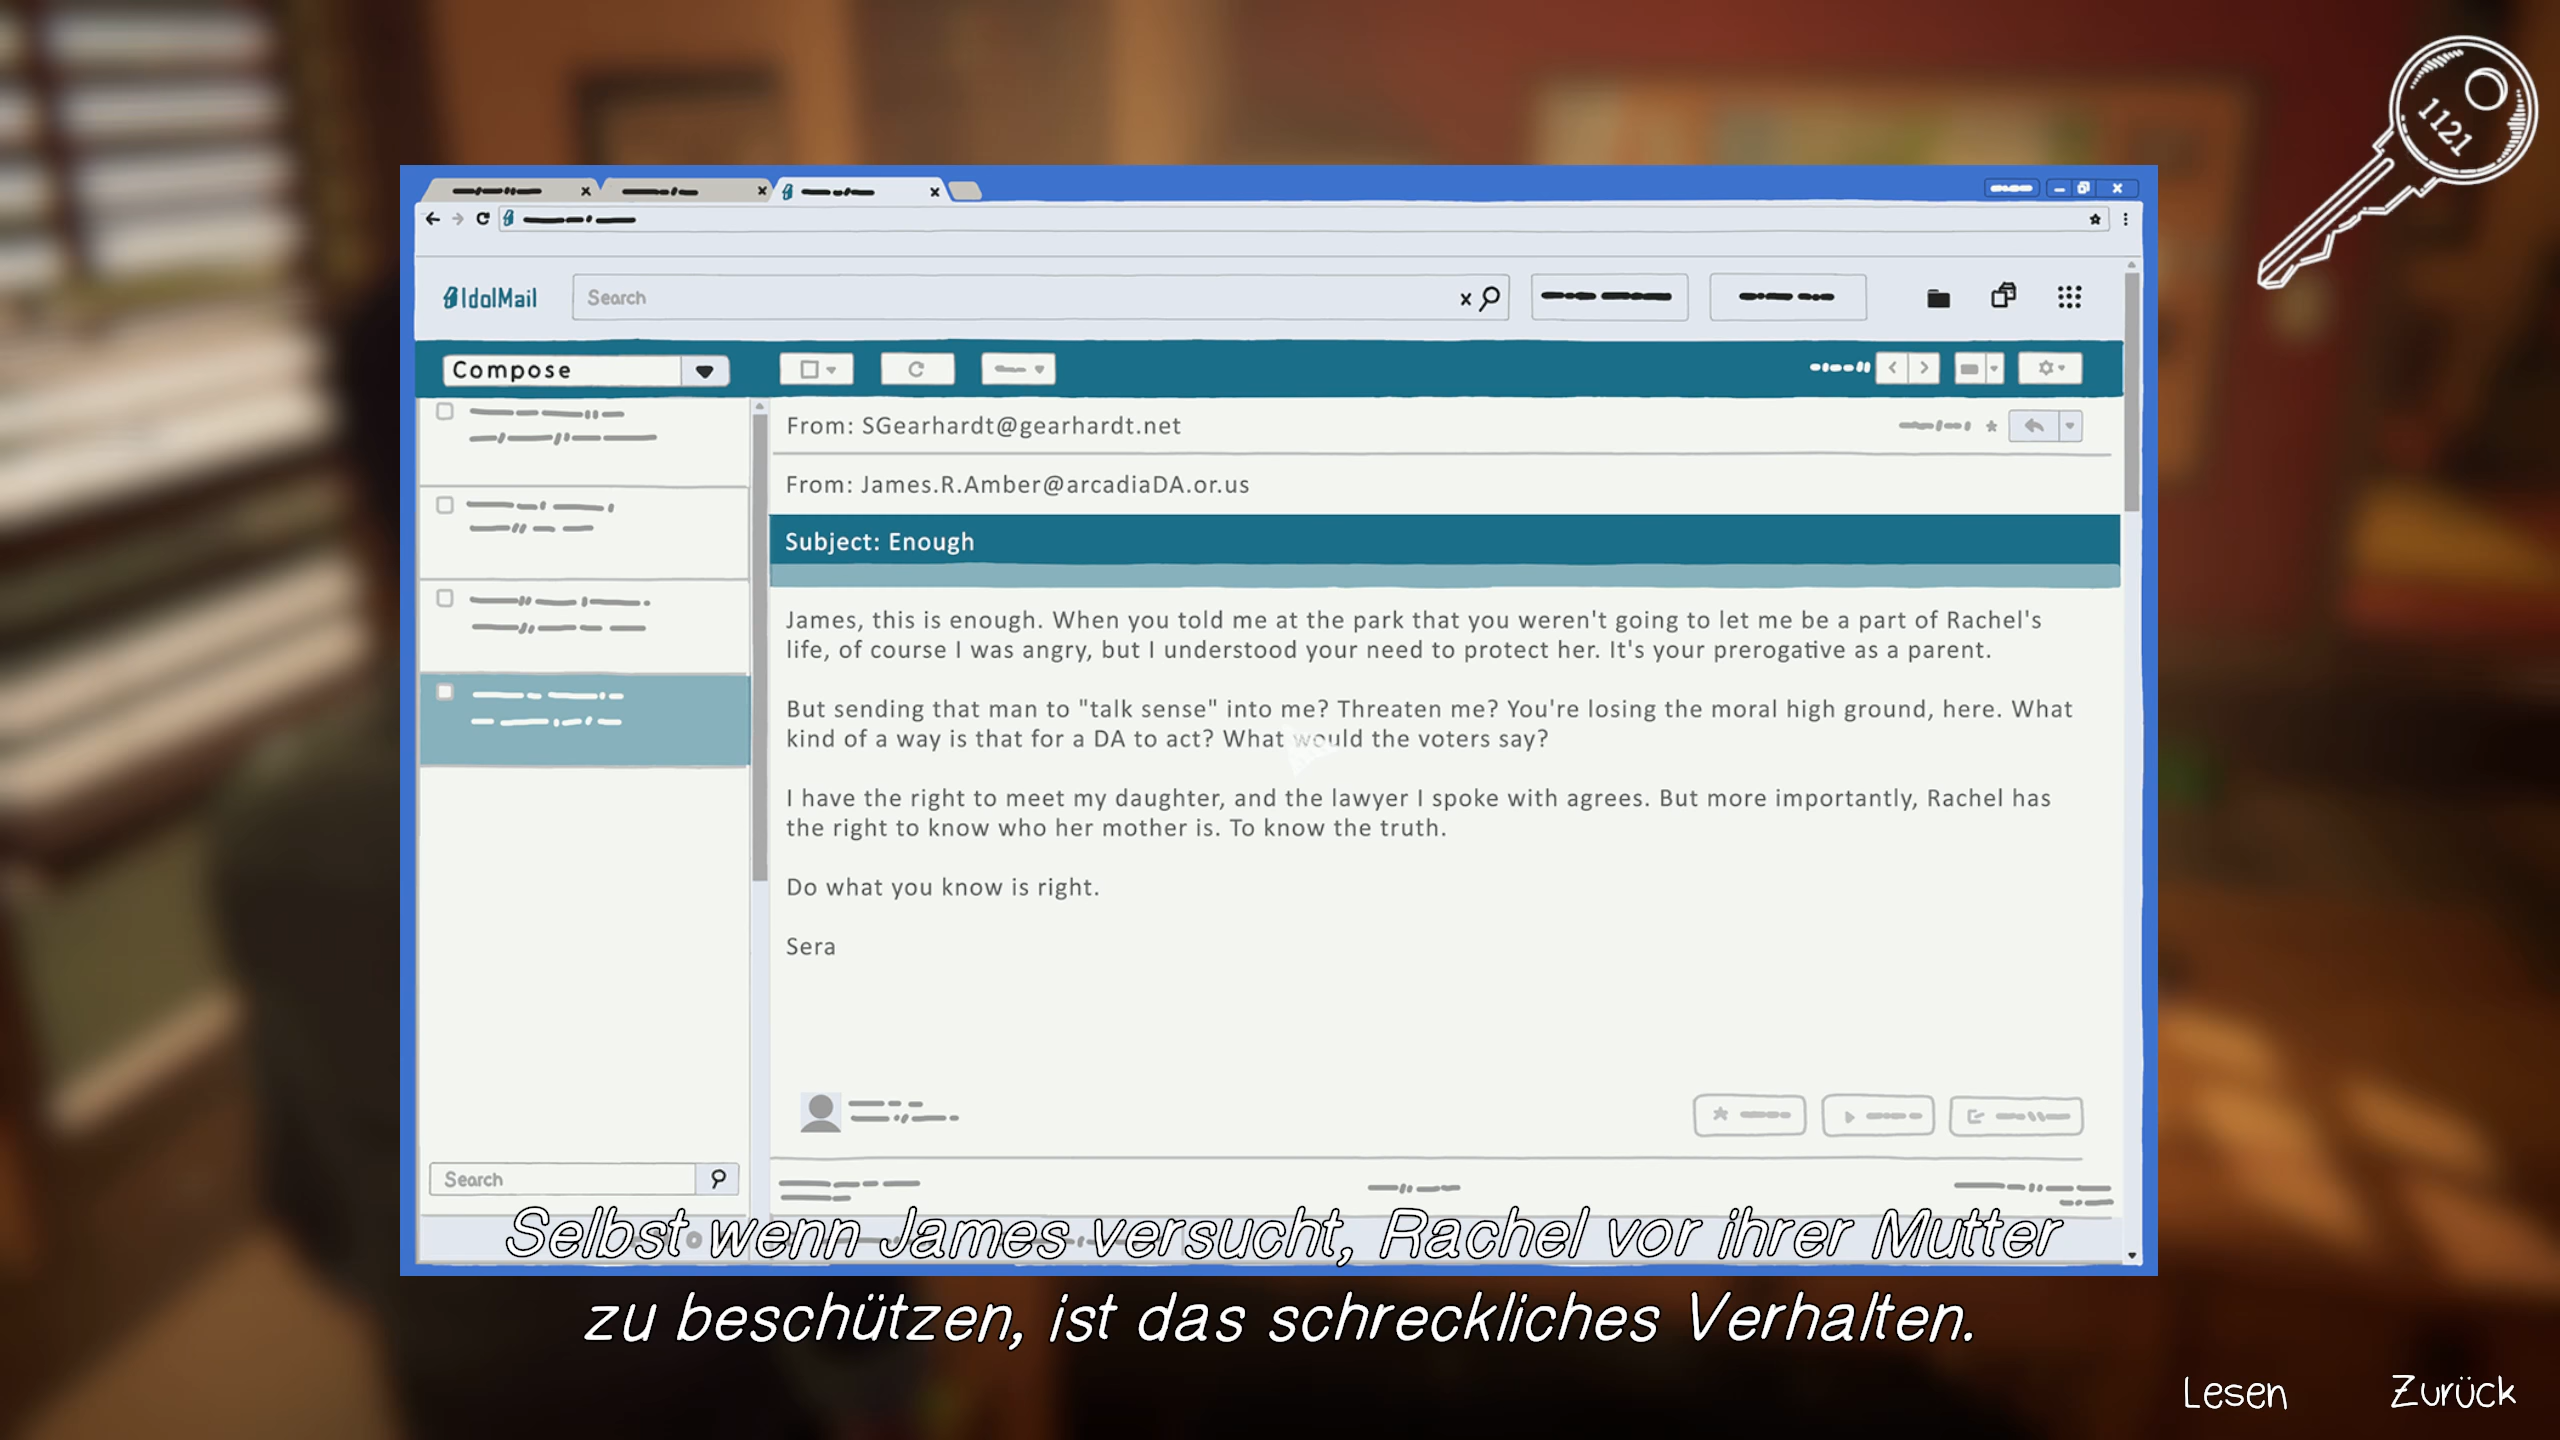 1121
IdolMail
Search
Compose
From: SGearhardt@gearhardt.net
From: James.R.Amber@arcadiaDA.or.us
Subject: Enough
James, this is enough. When you told me at the park that you weren't going to let me be a part of Rachel's
life, of course I was angry, but I understood your need to protect her. It's your prerogative as a parent.
But sending that man to "talk sense" into me? Threaten me? You're losing the moral high ground, here. What
kind of a way is that for a DA to act? What would the voters say?
I have the right to meet my daughter, and the lawyer I spoke with agrees. But more importantly, Rachel has
the right to know who her mother is. To know the truth.
Do what you know is right.
Sera
Search
Selbst wenn James versucht, Rachel vor ihrer Mutter
zu beschützen, ist das schreckliches Verhalten.
Lesen
Zurück